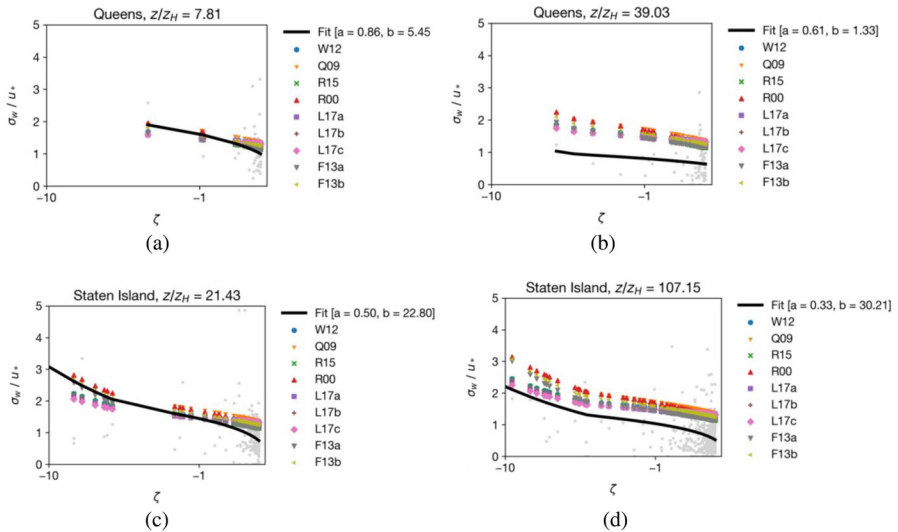 Queens, z/z_H = 7.81
σ_w / u_*
5
4
3
2
1
0
-10
-1
ζ
Fit [a = 0.86, b = 5.45
W12
Q09
R15
R00
L17a
L17b
L17c
F13a
F13b
(a)
Queens, z/z_H = 39.03
σ_w / u_*
5
4
3
2
1
0
-10
-1
ζ
Fit [a = 0.61, b = 1.33]
W12
Q09
R15
R00
L17a
L17b
L17c
F13a
F13b
(b)
Staten Island, z/z_H = 21.43
σ_w / u_*
5
4
3
2
1
0
-10
-1
ζ
Fit [a = 0.50, b = 22.80]
W12
Q09
R15
R00
L17a
L17b
L17c
F13a
F13b
(c)
Staten Island, z/z_H = 107.15
σ_w / u_*
5
4
3
2
1
0
-10
-1
ζ
Fit [a = 0.33, b = 30.21]
W12
Q09
R15
R00
L17a
L17b
L17c
F13a
F13b
(d)